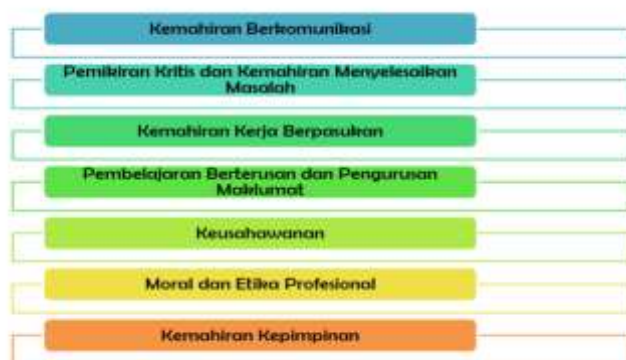 Kemahiran Berkomunikasi
Pemikiran Kritis dan Kemahiran Menyelesaikan
Masalah
Kemahiran Kerja Berpasukan
Pembelajaran Berterusan dan Pengurusan
Maklumat
Keusahawanan
Moral dan Etika Profesional
Kemahiran Kepimpinan